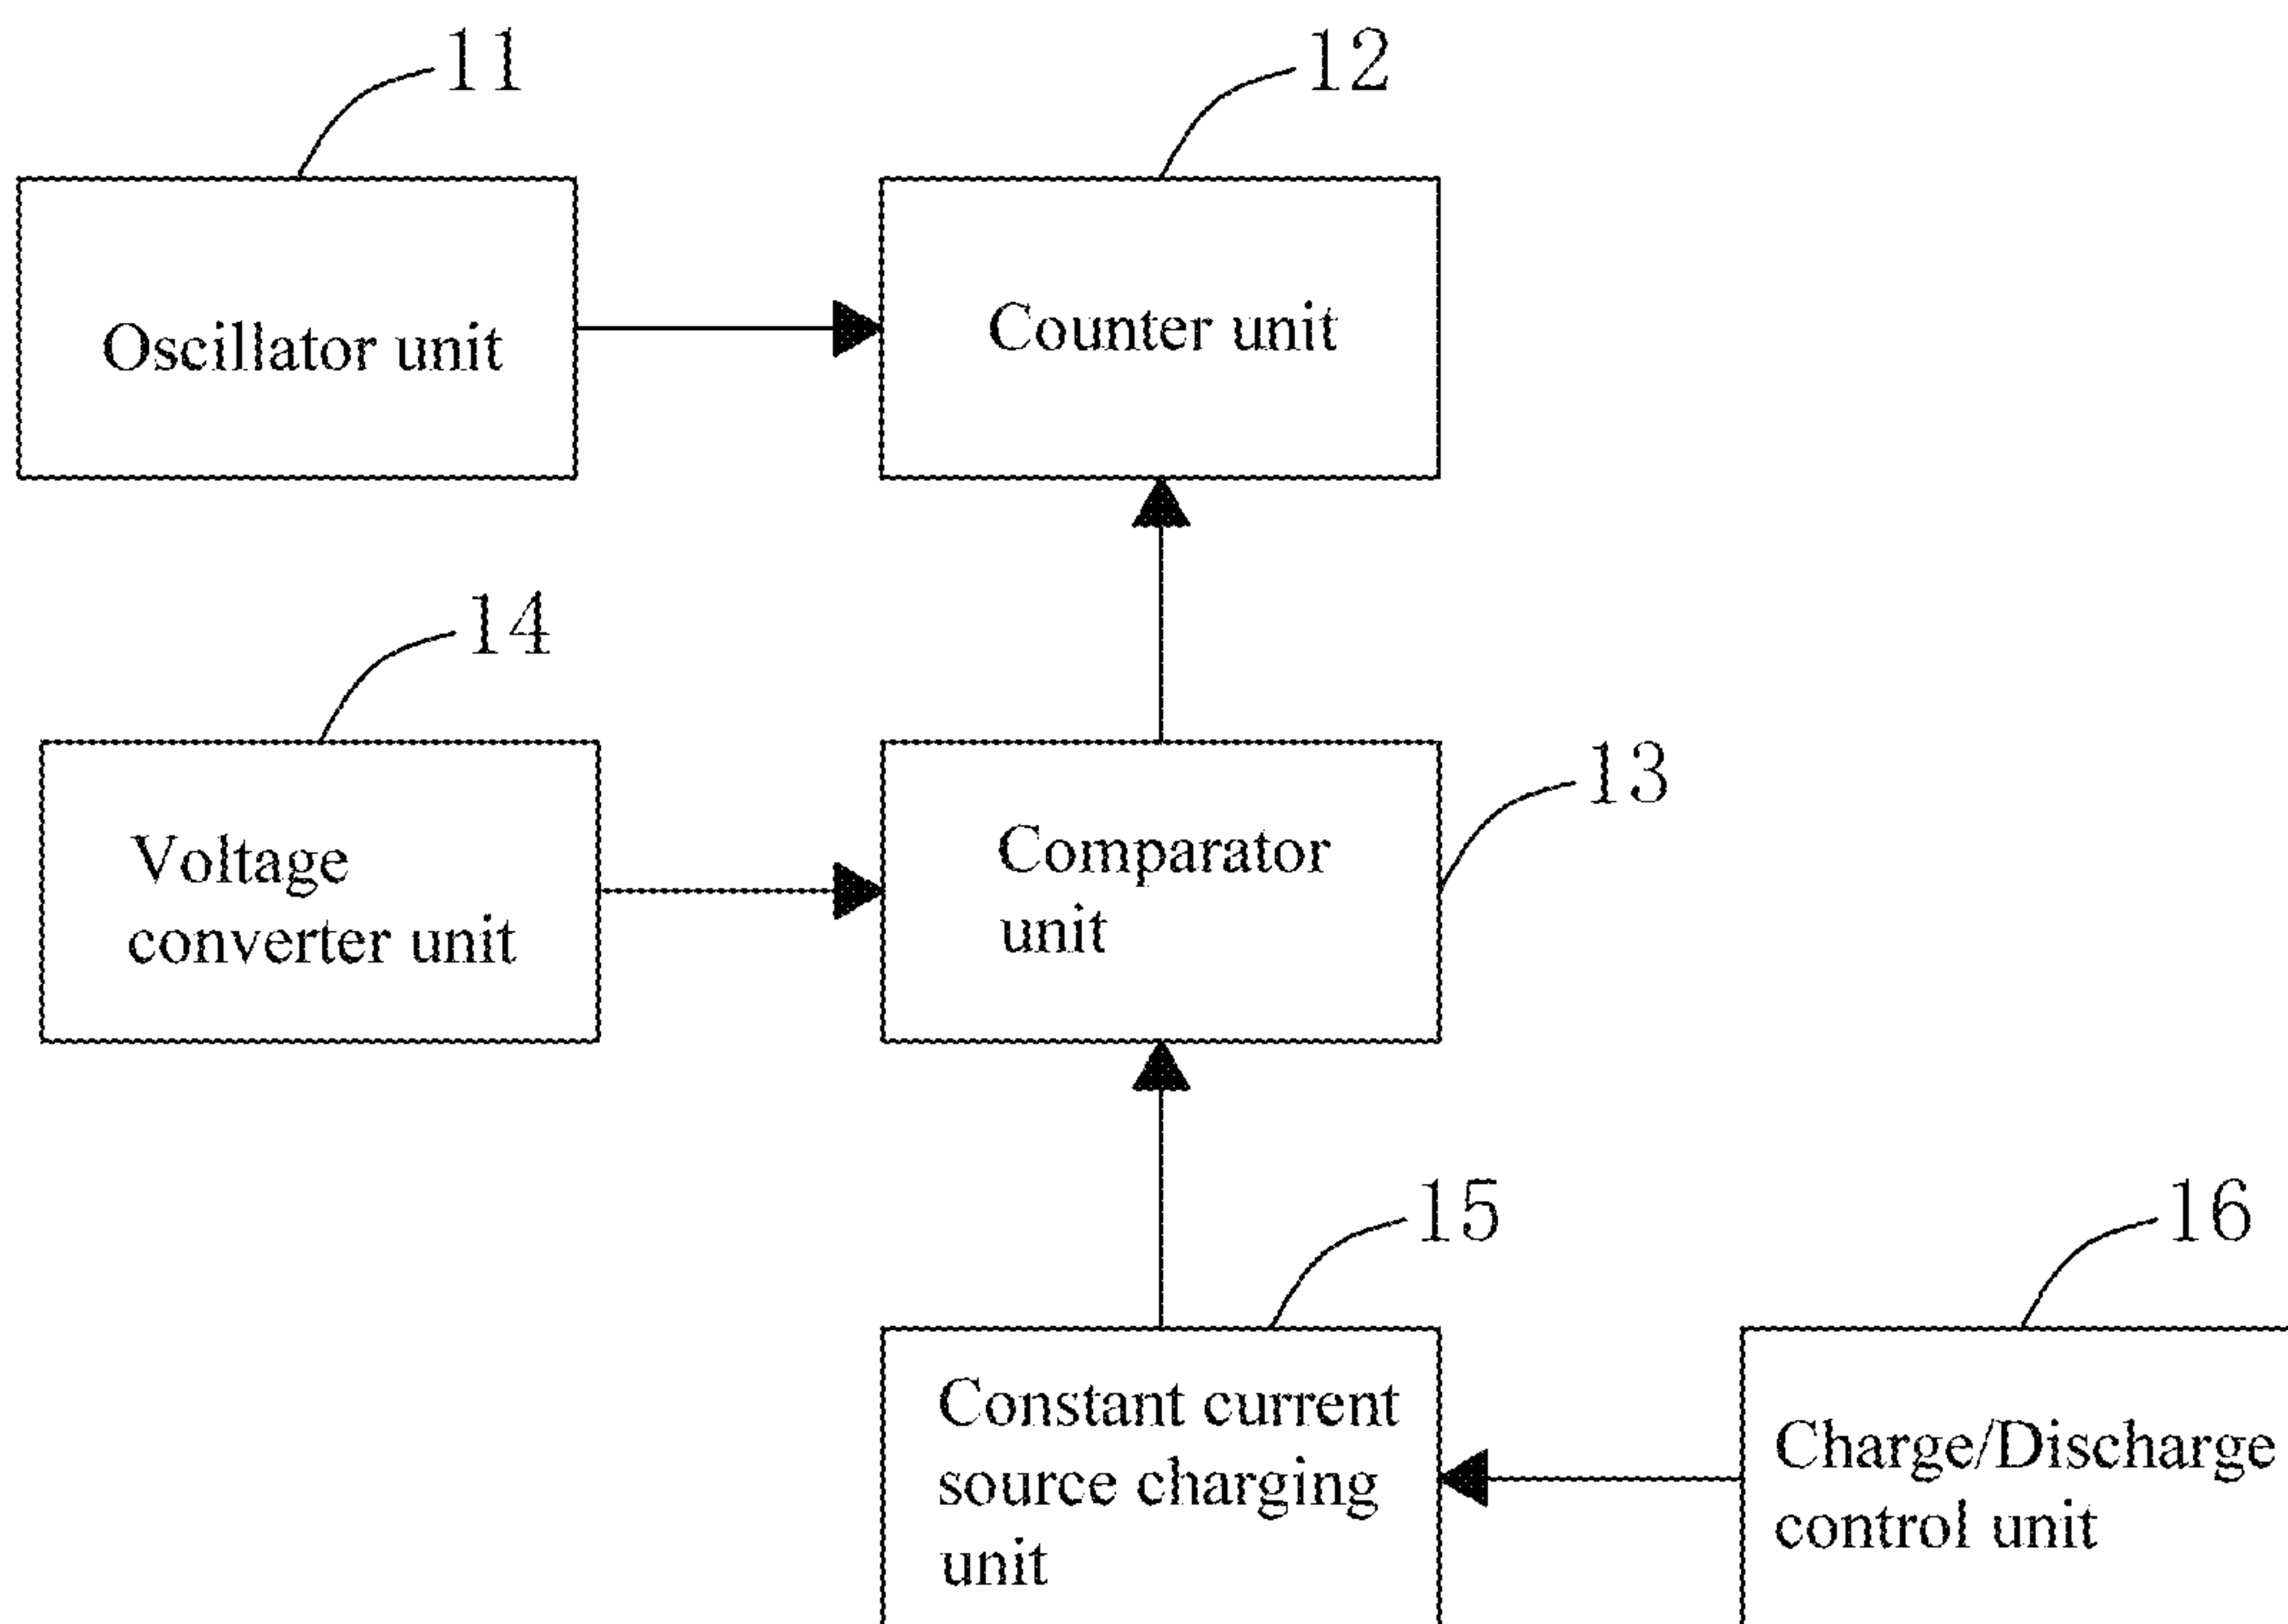 11
12
Oscillator unit
Counter unit
14
13
Voltage
converter unit
Comparator
unit
15
16
Constant current
source charging
unit
Charge/Discharge
control unit